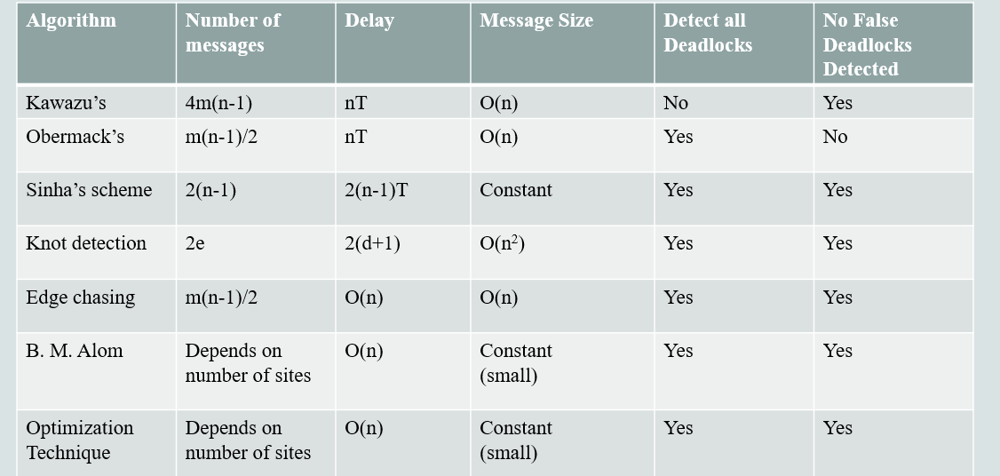 Algorithm
Number of
messages
Delay
Message Size
Detect all
Deadlocks
No False
Deadlocks
Detected
Kawazu’s
4m(n-1)
nT
O(n)
No
Yes
Obermack’s
m(n-1)/2
nT
O(n)
Yes
No
Sinha’s scheme
2(n-1)
2(n-1)T
Constant
Yes
Yes
Knot detection
2e
2(d+1)
O(n²)
Yes
Yes
Edge chasing
m(n-1)/2
O(n)
O(n)
Yes
Yes
B. M. Alom
Depends on
number of sites
O(n)
Constant
(small)
Yes
Yes
Optimization
Technique
Depends on
number of sites
O(n)
Constant
(small)
Yes
Yes